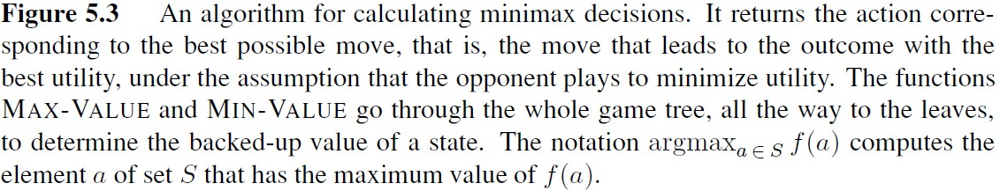 Figure 5.3 An algorithm for calculating minimax decisions. It returns the action corre-
sponding to the best possible move, that is, the move that leads to the outcome with the
best utility, under the assumption that the opponent plays to minimize utility. The functions
MAX-VALUE and MIN-VALUE go through the whole game tree, all the way to the leaves,
to determine the backed-up value of a state. The notation argmaxₐ ∈ S f(a) computes the
element a of set S that has the maximum value of f(a).